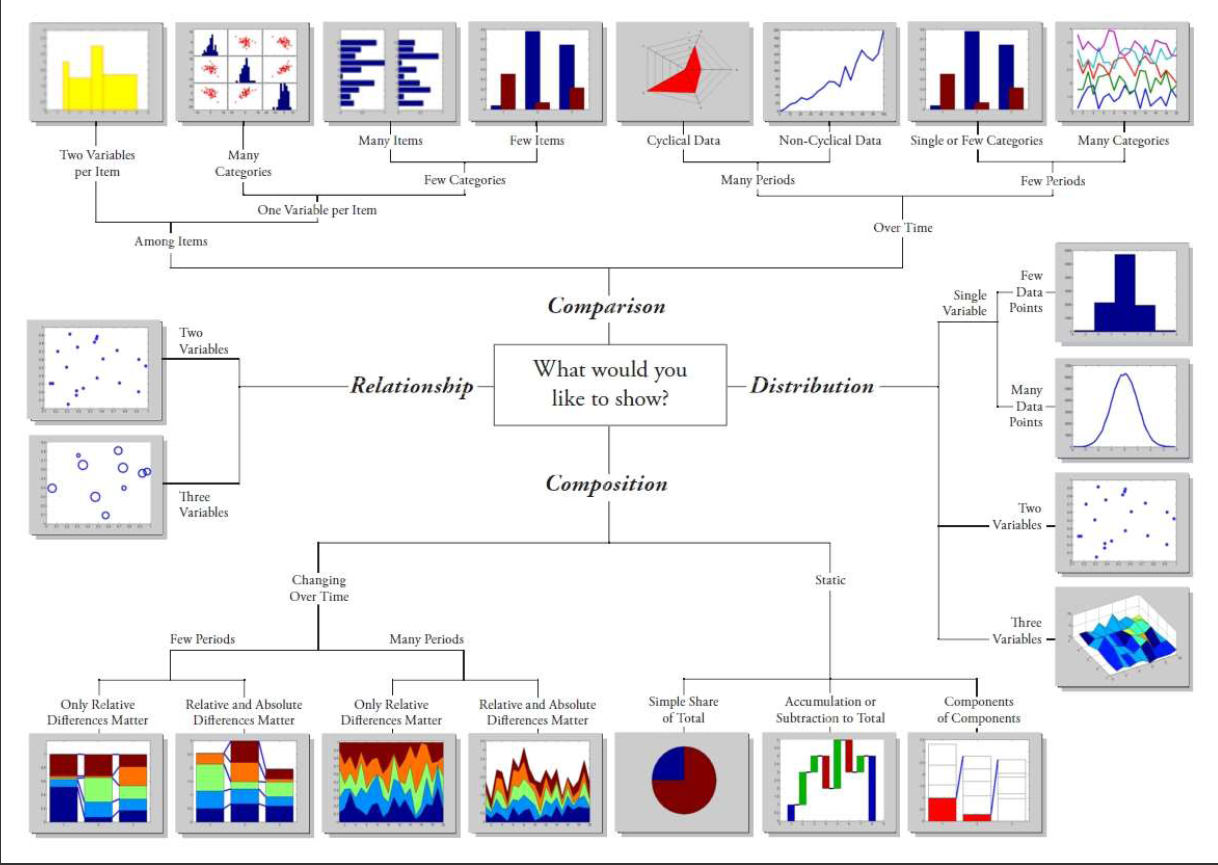 Two Variables
per Item
Many
Categories
Many Items
Few Items
Cyclical Data
Non-Cyclical Data
Single or Few Categories
Many Categories
Few Categories
Many Periods
Few Periods
One Variable per Item
Among Items
Over Time
Comparison
What would you
like to show?
Relationship
Two
Variables
Three
Variables
Distribution
Single
Variable
Few
Data
Points
Many
Data
Points
Two
Variables
Three
Variables
Composition
Changing
Over Time
Static
Few Periods
Many Periods
Only Relative
Differences Matter
Relative and Absolute
Differences Matter
Only Relative
Differences Matter
Relative and Absolute
Differences Matter
Simple Share
of Total
Accumulation or
Subtraction to Total
Components
of Components